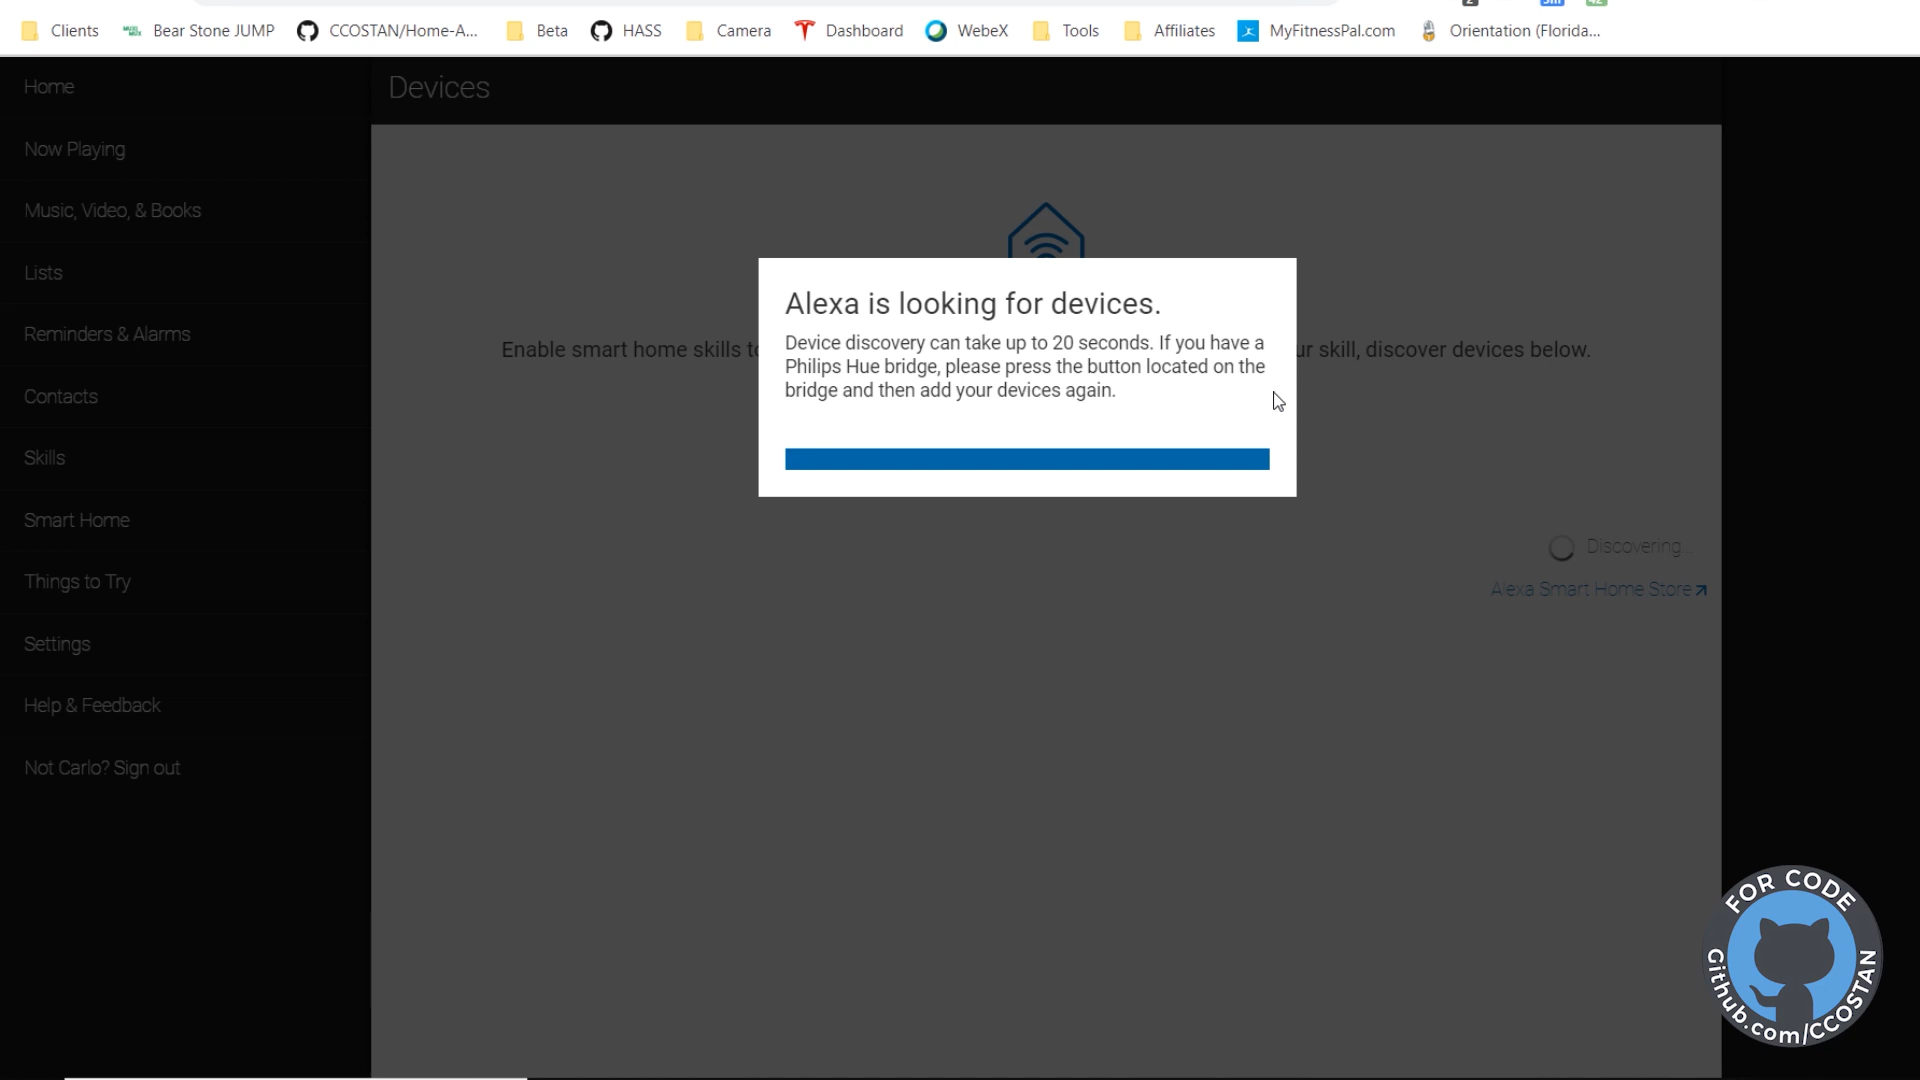 Clients
Bear Stone JUMP
CCOSTAN/Home-A...
Beta
HASS
Camera
Dashboard
WebeX
Tools
Affiliates
MyFitnessPal.com
Orientation (Florida...
Home
Devices
Now Playing
Music, Video, & Books
Lists
Reminders & Alarms
Contacts
Skills
Smart Home
Things to Try
Settings
Help & Feedback
Not Carlo? Sign out
Alexa is looking for devices.
Device discovery can take up to 20 seconds. If you have a
Philips Hue bridge, please press the button located on the
bridge and then add your devices again.
Enable smart home skills
ur skill, discover devices below.
Discovering...
Alexa Smart Home Store
FOR CODE
Github.com/CCOSTAN